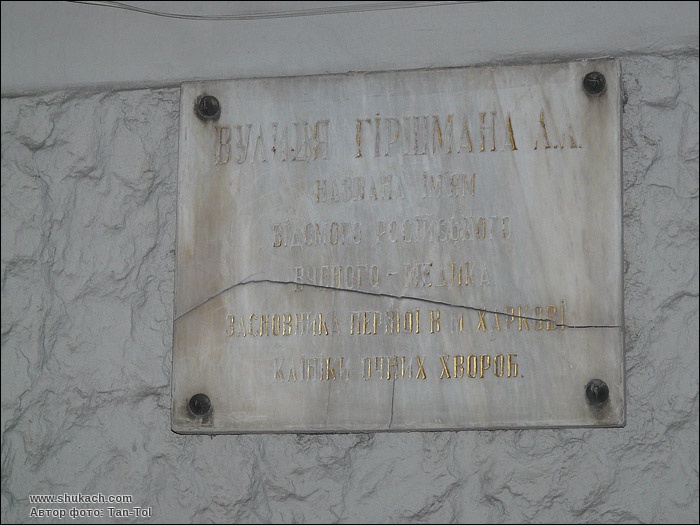 ВУЛИЦЯ ГІРШМАНА Л.Л.
НАЗВАНА ІМ'ЯМ
ВІДОМОГО РОСІЙСЬКОГО
ВЧЕНОГО-МЕДИКА
ЗАСНОВНИКА ПЕРШОЇ В М. ХАРКОВІ
КЛІНІКИ ОЧНИХ ХВОРОБ.
www.shukach.com
Автор фото: Tan-Tol